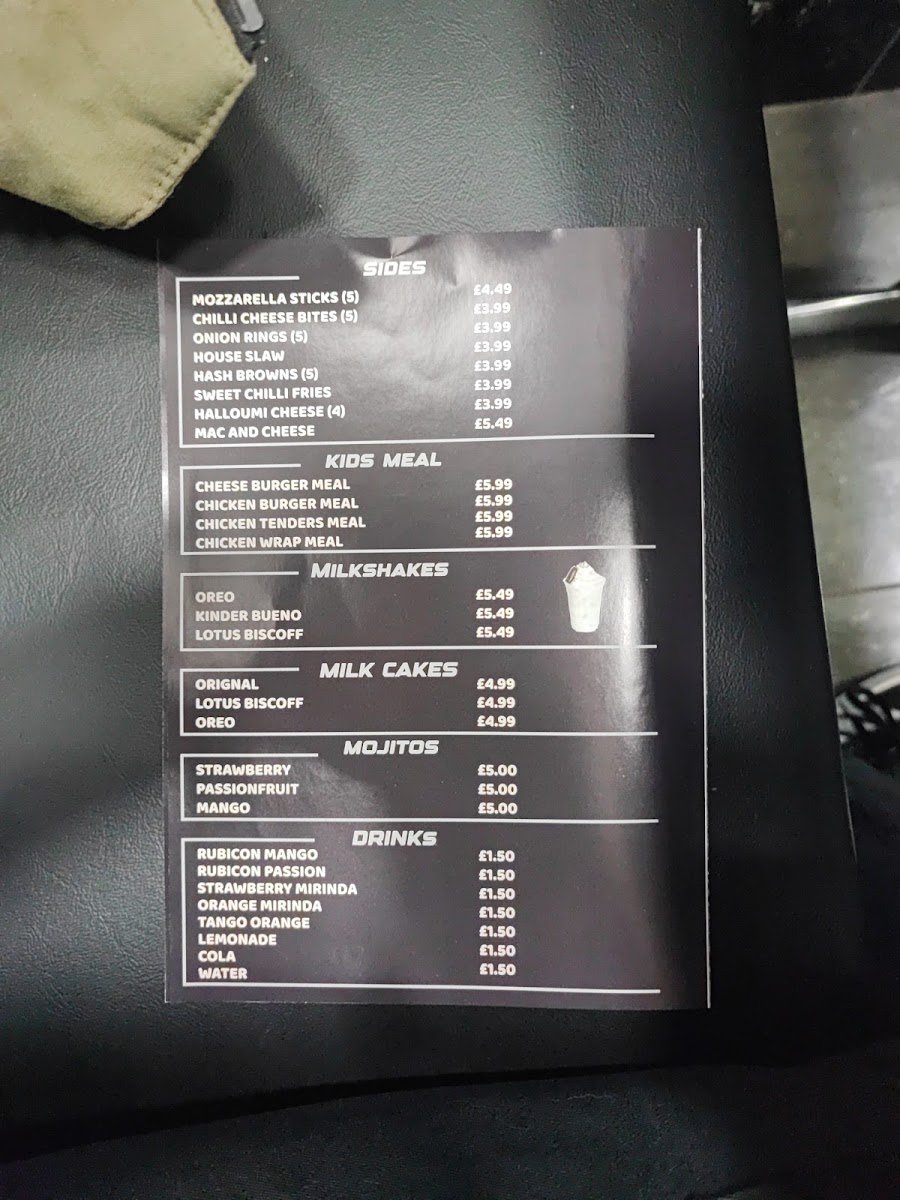 SIDES
MOZZARELLA STICKS (5) £4.49
CHILLI CHEESE BITES (5) £3.99
ONION RINGS (5) £3.99
HOUSE SLAW £3.99
HASH BROWNS (5) £3.99
SWEET CHILLI FRIES £3.99
HALLOUMI CHEESE (4) £3.99
MAC AND CHEESE £5.49
KIDS MEAL
CHEESE BURGER MEAL £5.99
CHICKEN BURGER MEAL £5.99
CHICKEN TENDERS MEAL £5.99
CHICKEN WRAP MEAL £5.99
MILKSHAKES
OREO £5.49
KINDER BUENO £5.49
LOTUS BISCOFF £5.49
MILK CAKES
ORIGNAL £4.99
LOTUS BISCOFF £4.99
OREO £4.99
MOJITOS
STRAWBERRY £5.00
PASSIONFRUIT £5.00
MANGO £5.00
DRINKS
RUBICON MANGO £1.50
RUBICON PASSION £1.50
STRAWBERRY MIRINDA £1.50
ORANGE MIRINDA £1.50
TANGO ORANGE £1.50
LEMONADE £1.50
COLA £1.50
WATER